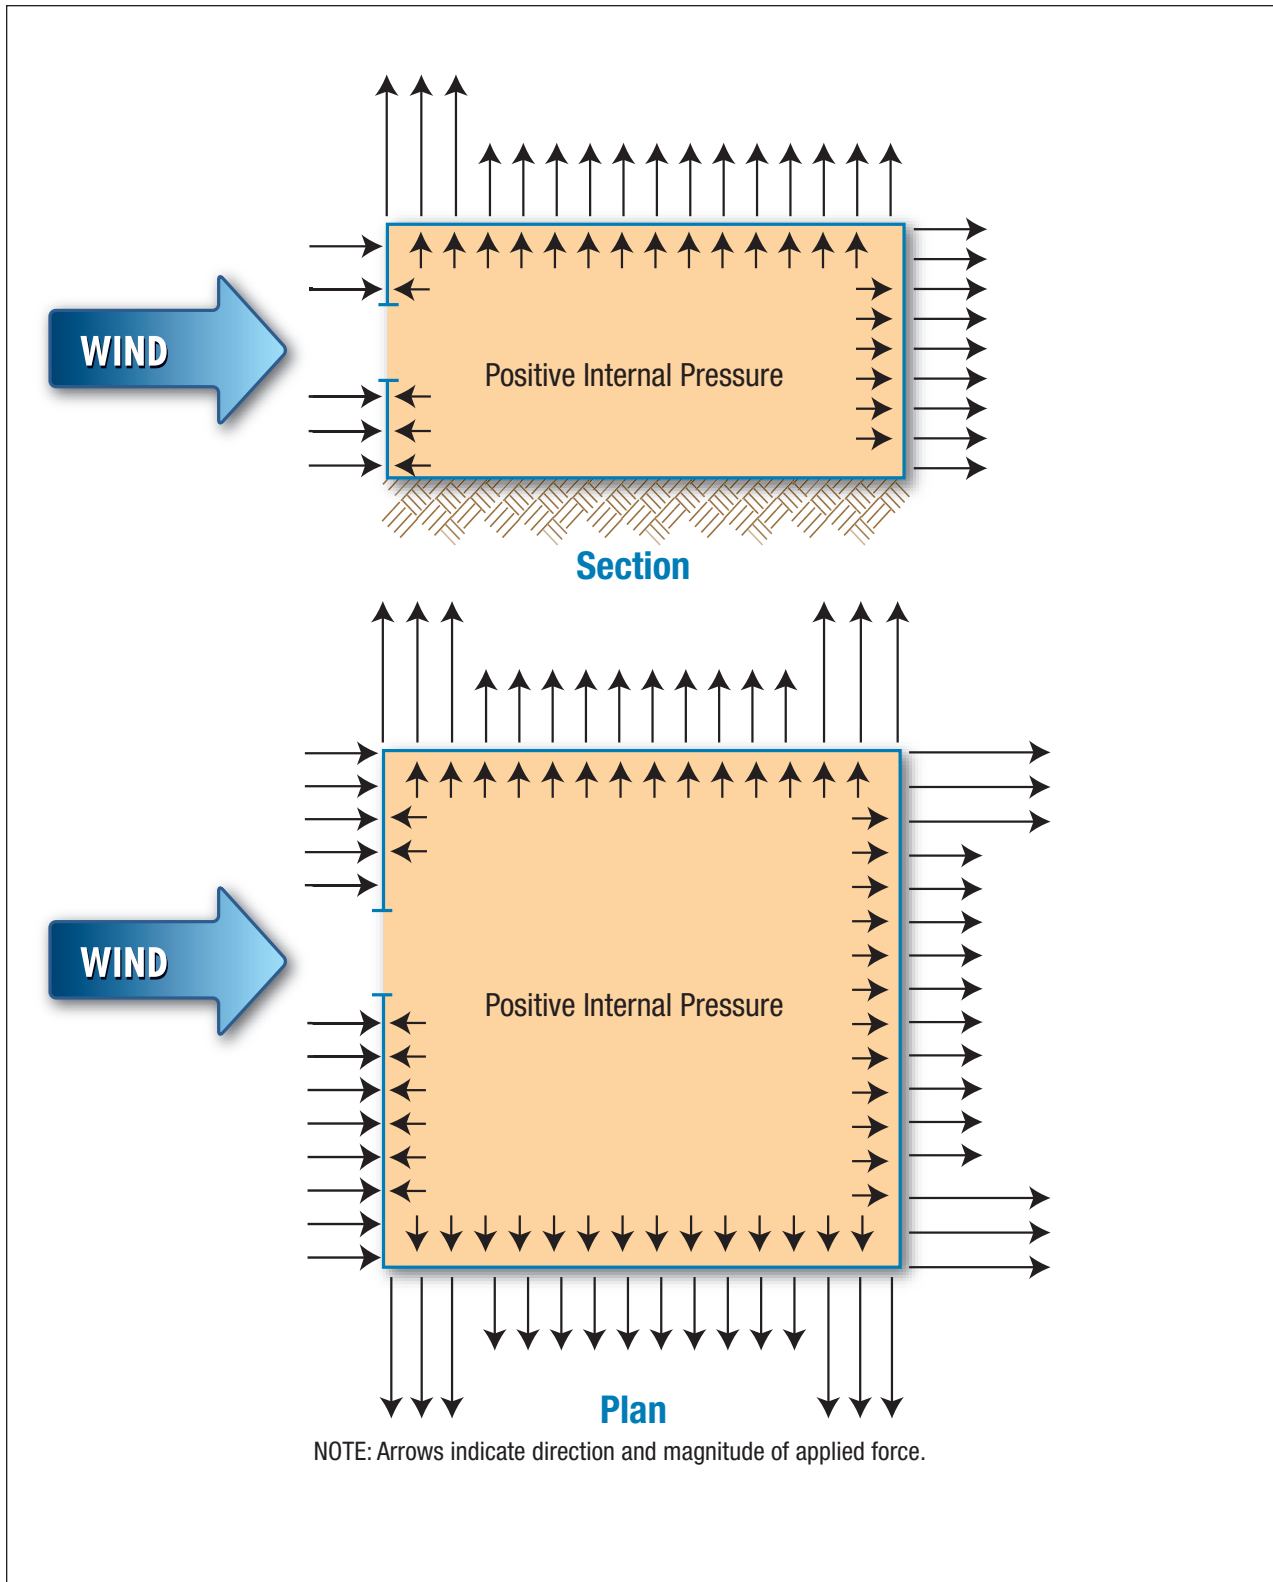 WIND
Positive Internal Pressure
Section
WIND
Positive Internal Pressure
Plan
NOTE: Arrows indicate direction and magnitude of applied force.